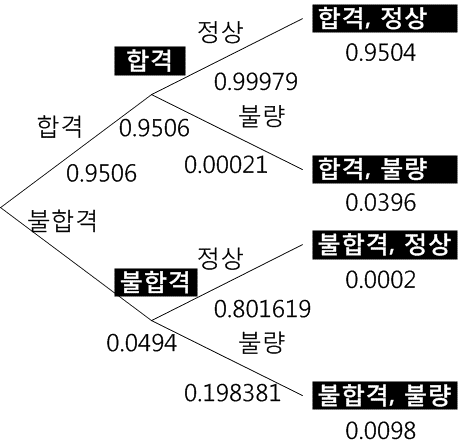 정상
합격, 정상
합격
0.9504
0.99979
합격
0.9506
불량
0.9506
0.00021
합격, 불량
0.0396
불합격
정상
불합격, 정상
불합격
0.0002
0.801619
0.0494
불량
0.198381
불합격, 불량
0.0098